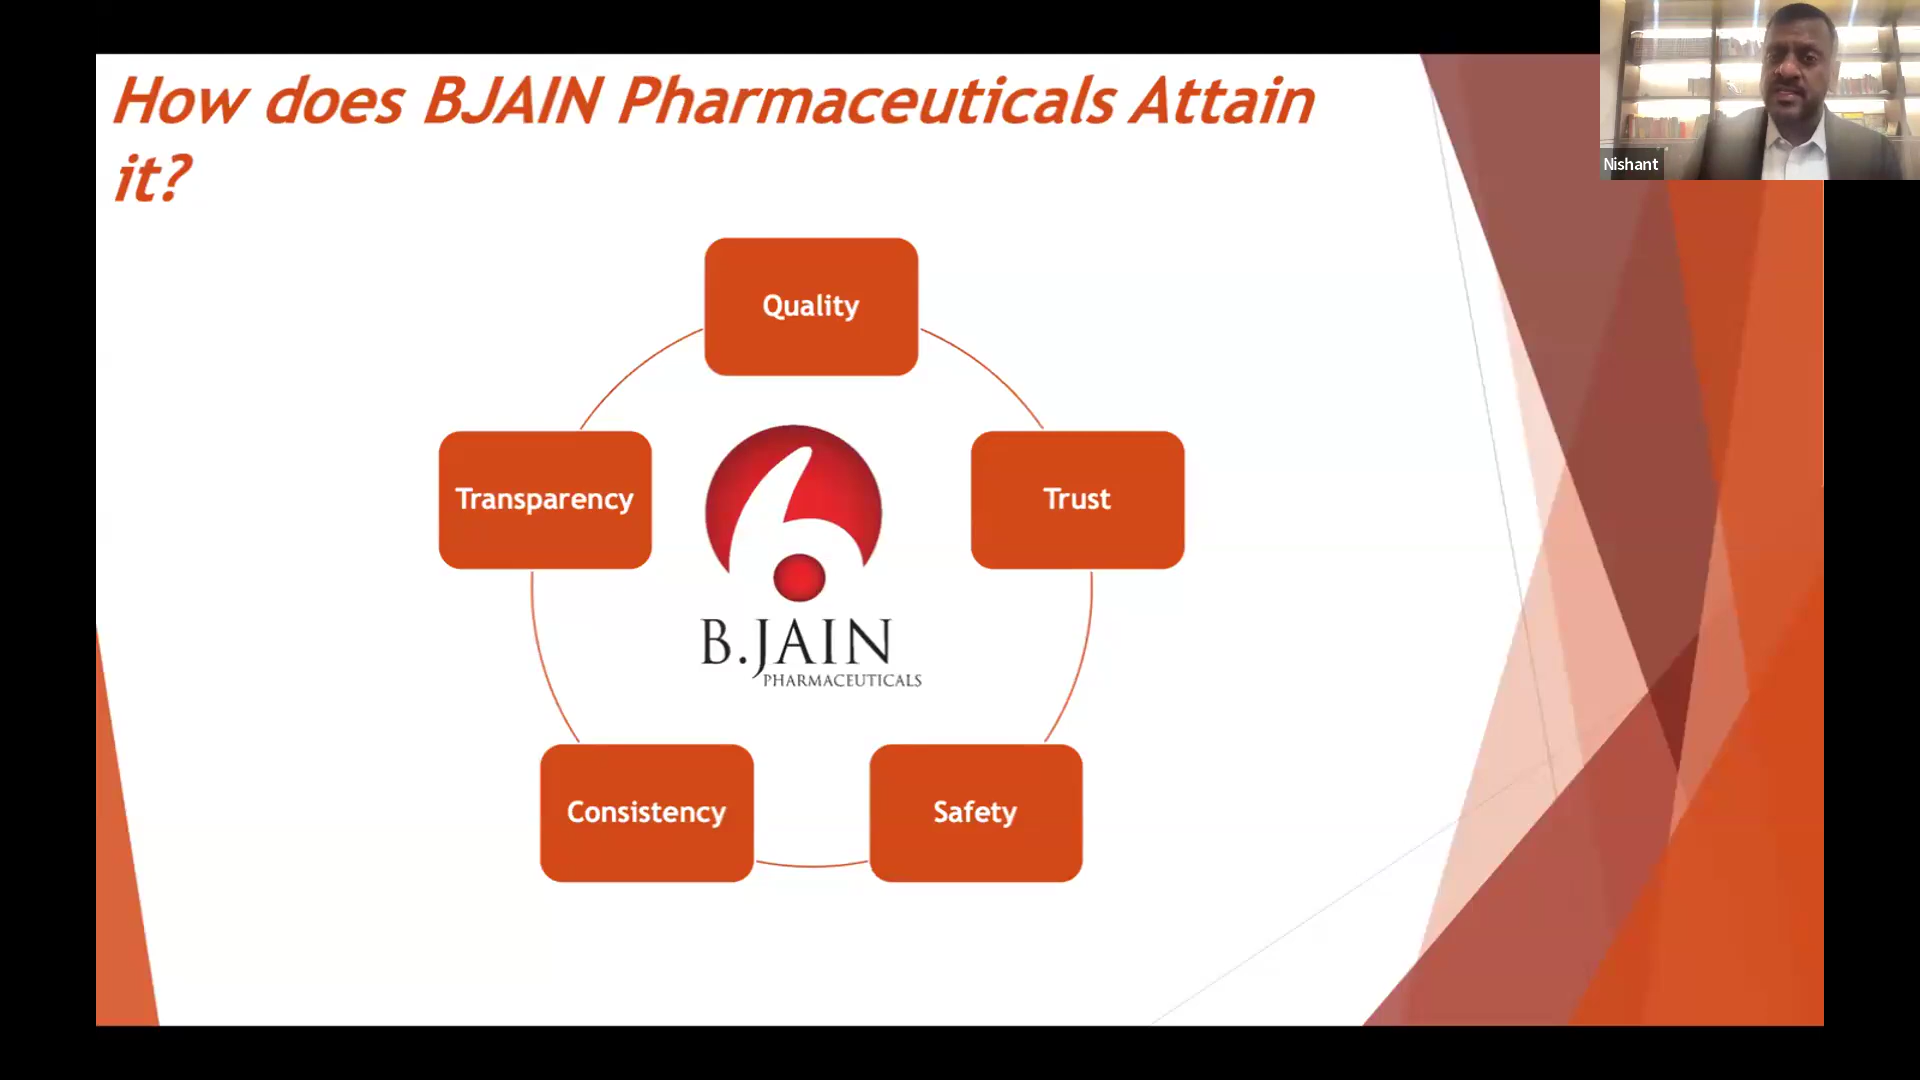 How does BJAIN Pharmaceuticals Attain
it?
Nishant
Quality
Transparency
Trust
B.JAIN
PHARMACEUTICALS
Consistency
Safety